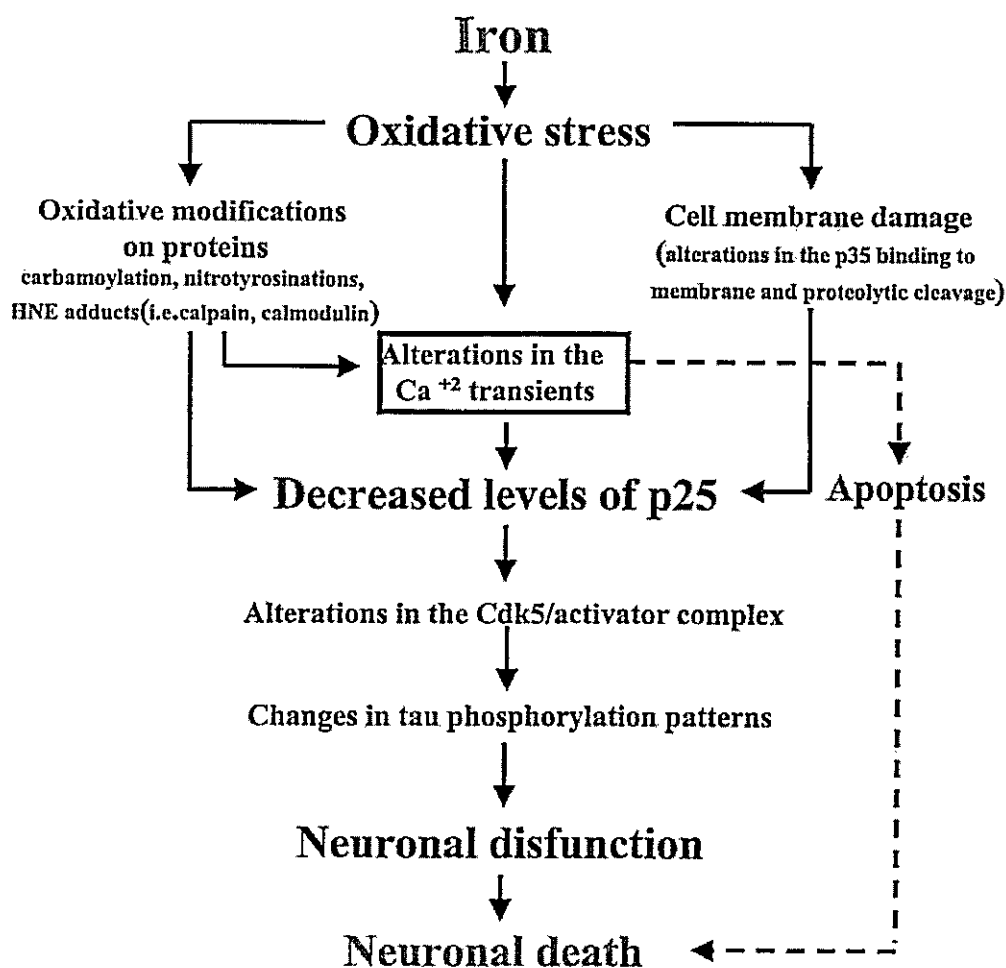 Iron
Oxidative stress
Oxidative modifications
on proteins
carbamoylation, nitrotyrosinations,
HNE adducts(i.e.calpain, calmodulin)
Cell membrane damage
(alterations in the p35 binding to
membrane and proteolytic cleavage)
Alterations in the
Ca +2 transients
Decreased levels of p25
Apoptosis
Alterations in the Cdk5/activator complex
Changes in tau phosphorylation patterns
Neuronal disfunction
Neuronal death